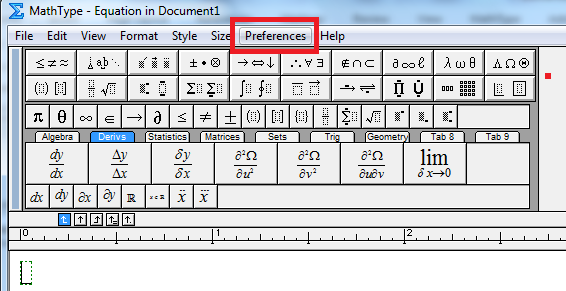 MathType - Equation in Document1
File Edit View Format Style Size Preferences Help
≤ ≠ ≈ ± • ⊗ → ⇔ ↓ ∴ ∀ ∃ ∉ ∩ ⊂ ∂ ∞ ℓ λ ω θ Λ Ω Θ
π θ ∞ ∈ → ∂ ≤ ≠ ±
Algebra Derivs Statistics Matrices Sets Trig Geometry Tab 8 Tab 9
dy/dx Δy/Δx δy/δx ∂²Ω/∂u² ∂²Ω/∂v² ∂²Ω/∂u∂v lim δx→0
dx dy ∂x ∂y ℝ ẍ x⃛
0 1 2